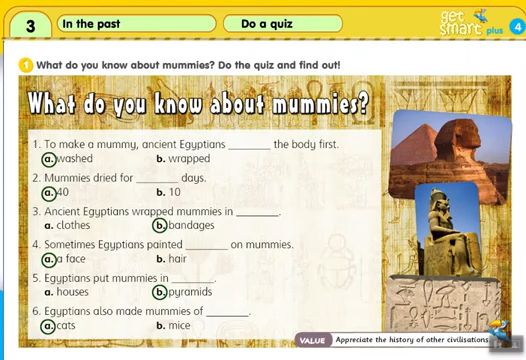 3 In the past Do a quiz get smart plus 4
1 What do you know about mummies? Do the quiz and find out!
What do you know about mummies?
1. To make a mummy, ancient Egyptians ________ the body first.
a. washed b. wrapped
2. Mummies dried for ________ days.
a. 40 b. 10
3. Ancient Egyptians wrapped mummies in ________.
a. clothes b. bandages
4. Sometimes Egyptians painted ________ on mummies.
a. a face b. hair
5. Egyptians put mummies in ________.
a. houses b. pyramids
6. Egyptians also made mummies of ________.
a. cats b. mice
VALUE Appreciate the history of other civilisations.